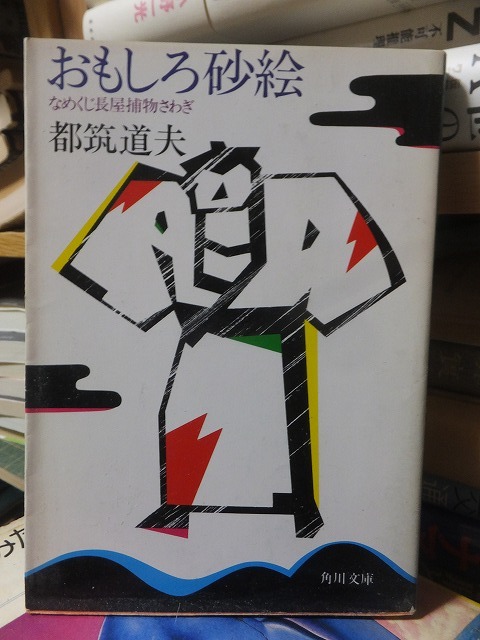 おもしろ砂絵
なめくじ長屋捕物さわぎ
都筑道夫
角川文庫